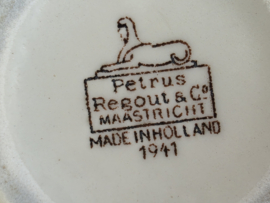 Petrus
Regout & Co
MAASTRICHT
MADE IN HOLLAND
1941